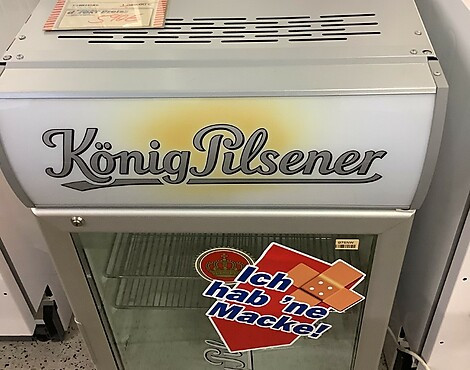 König Pilsener
Ich
hab 'ne
Macke!